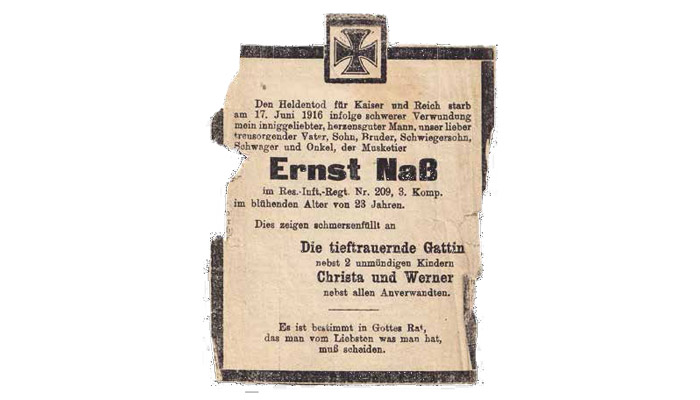 Den Heldentod für Kaiser und Reich starb
am 17. Juni 1916 infolge schwerer Verwundung
mein inniggeliebter, herzensguter Mann, unser lieber
treusorgender Vater, Sohn, Bruder, Schwiegersohn,
Schwager und Onkel, der Musketier
Ernst Naß
im Res.-Inft.-Regt. Nr. 209, 3. Komp.
im blühenden Alter von 23 Jahren.
Dies zeigen schmerzenfüllt an
Die tieftrauernde Gattin
nebst 2 unmündigen Kindern
Christa und Werner
nebst allen Anverwandten.
Es ist bestimmt in Gottes Rat,
das man vom Liebsten was man hat,
muß scheiden.